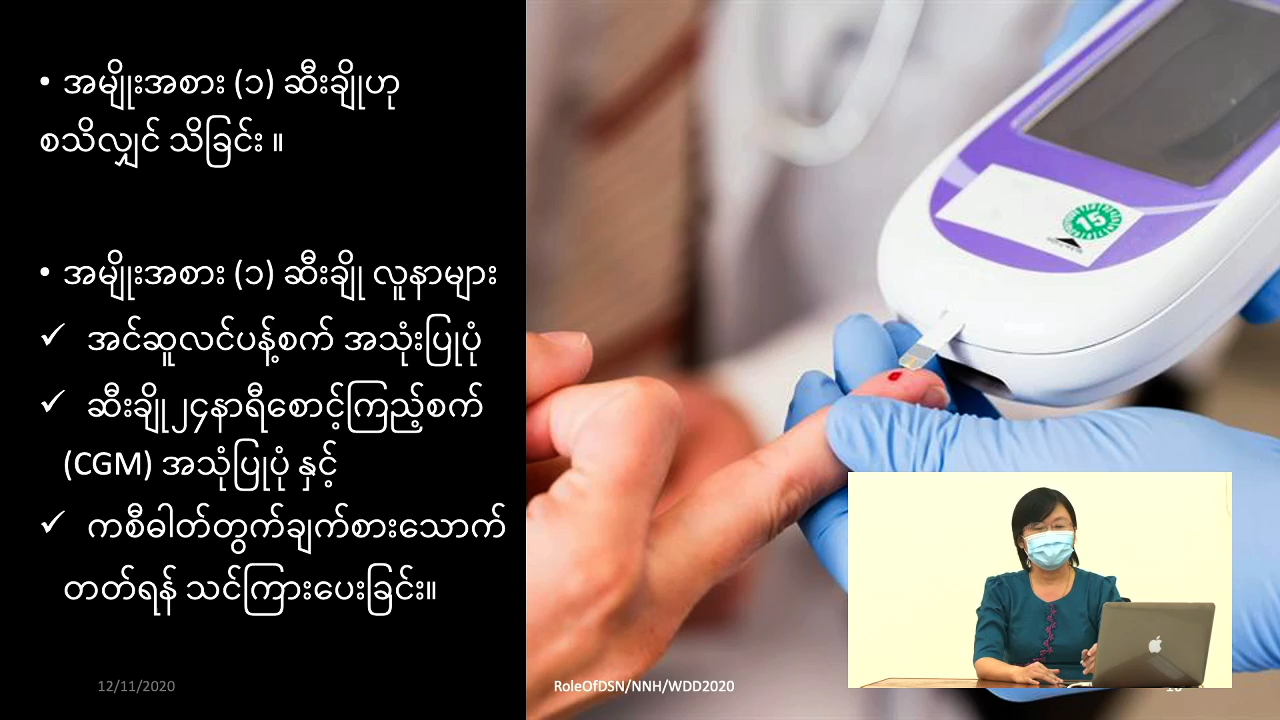 • အမျိုးအစား (၁) ဆီးချိုဟု
စသိလျှင် သိခြင်း ။
• အမျိုးအစား (၁) ဆီးချို လူနာများ
✓ အင်ဆူလင်ပန့်စက် အသုံးပြုပုံ
✓ ဆီးချို၂၄နာရီစောင့်ကြည့်စက်
(CGM) အသုံပြုပုံ နှင့်
✓ ကစီဓါတ်တွက်ချက်စားသောက်
တတ်ရန် သင်ကြားပေးခြင်း။
15
12/11/2020
RoleOfDSN/NNH/WDD2020